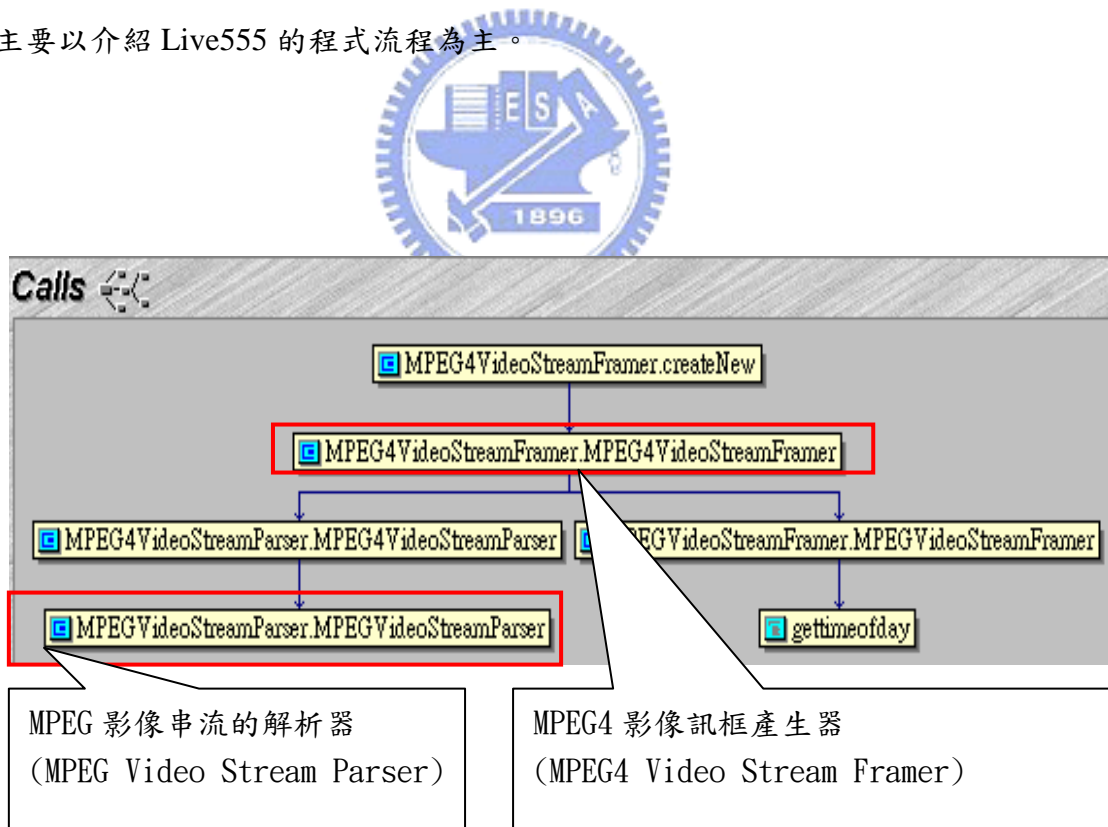 主要以介紹 Live555 的程式流程為主。
E S A
1896
Calls
MPEG4VideoStreamFramer.createNew
MPEG4VideoStreamFramer.MPEG4VideoStreamFramer
MPEG4VideoStreamParser.MPEG4VideoStreamParser
EGVideoStreamFramer.MPEGVideoStreamFramer
MPEGVideoStreamParser.MPEGVideoStreamParser
gettimeofday
MPEG 影像串流的解析器
(MPEG Video Stream Parser)
MPEG4 影像訊框產生器
(MPEG4 Video Stream Framer)